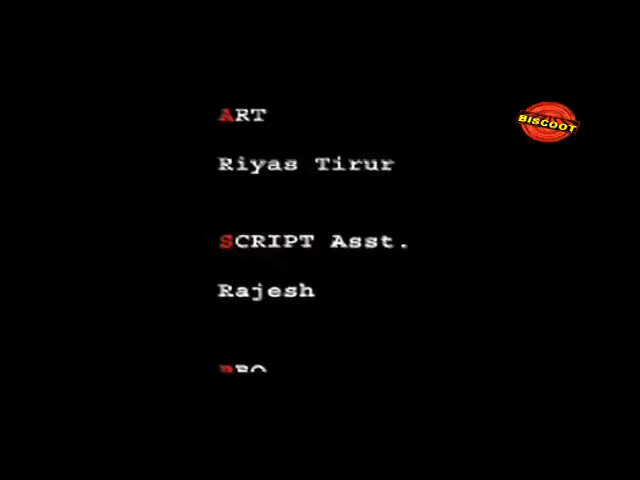 ART
BISCOOT
Riyas Tirur
SCRIPT Asst.
Rajesh